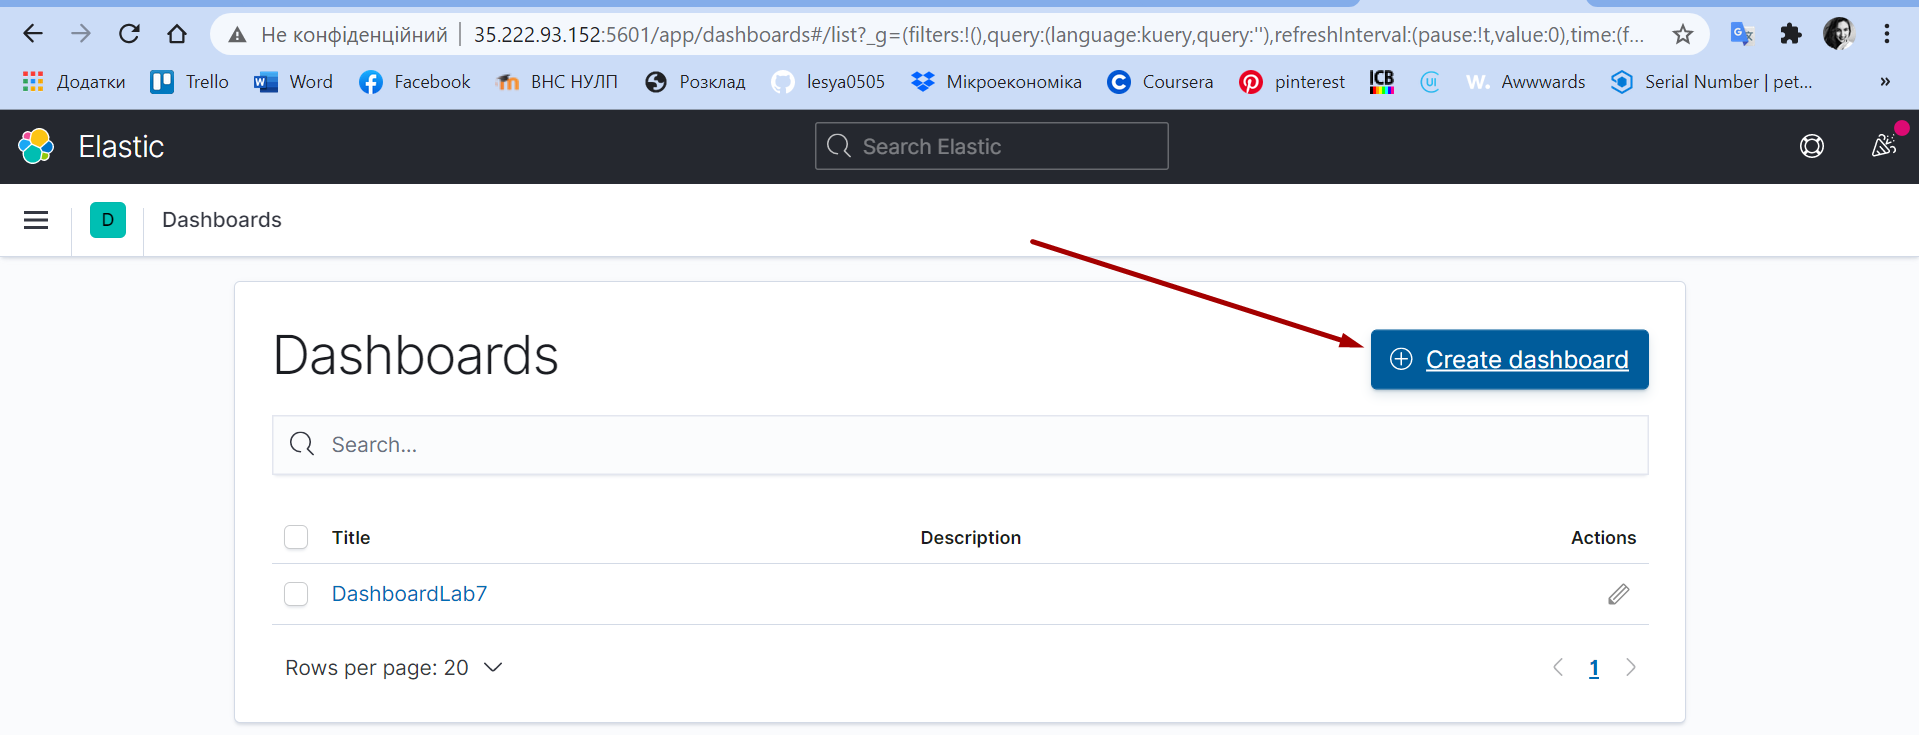 Не конфіденційний | 35.222.93.152:5601/app/dashboards#/list?_g=(filters:!(),query:(language:kuery,query:''),refreshInterval:(pause:!t,value:0),time:(f...
Додатки Trello Word Facebook ВНС НУЛП Розклад lesya0505 Мікроекономіка Coursera pinterest ICB UI W. Awwwards Serial Number | pet... »
Elastic Search Elastic
D Dashboards
Dashboards Create dashboard
Search...
Title Description Actions
DashboardLab7
Rows per page: 20 1